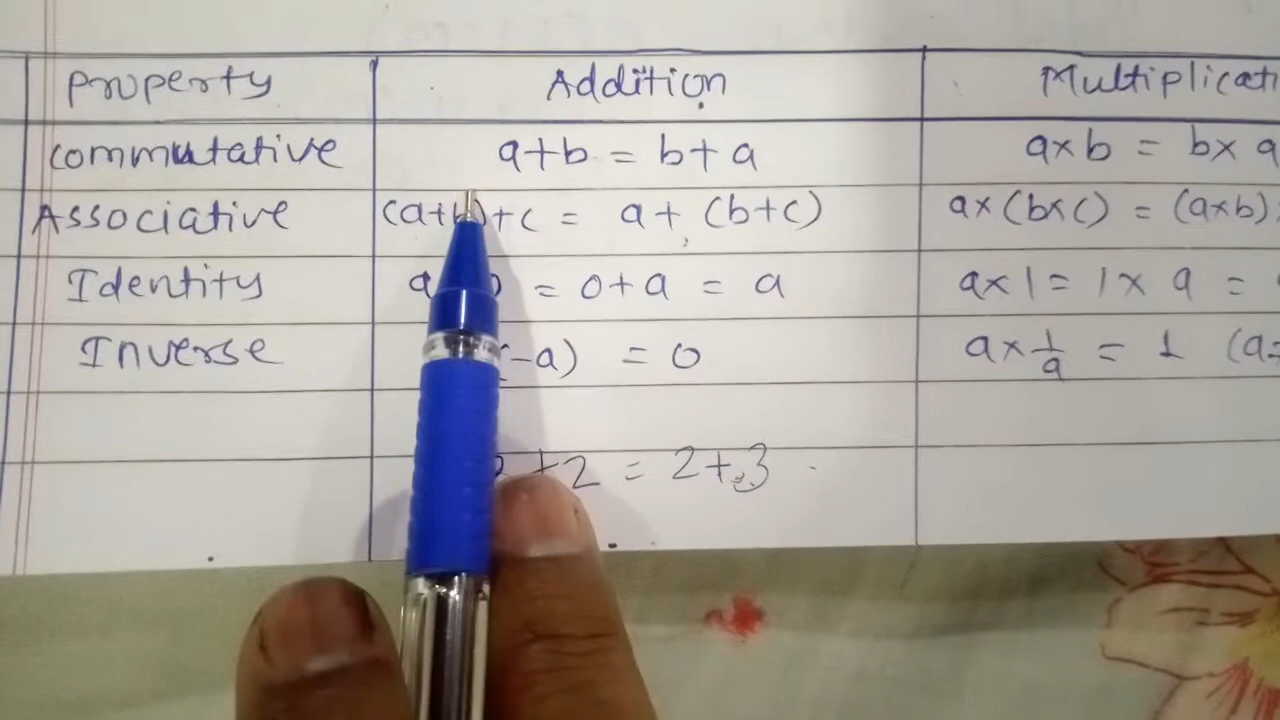 Property Addition Multiplicati
Commutative a+b = b+a a×b = b×a
Associative (a+b)+c = a+(b+c) a×(b×c) = (a×b)
Identity a = 0+a = a a×1 = 1×a =
Inverse (-a) = 0 a×1/a = 1 (a
+2 = 2+3